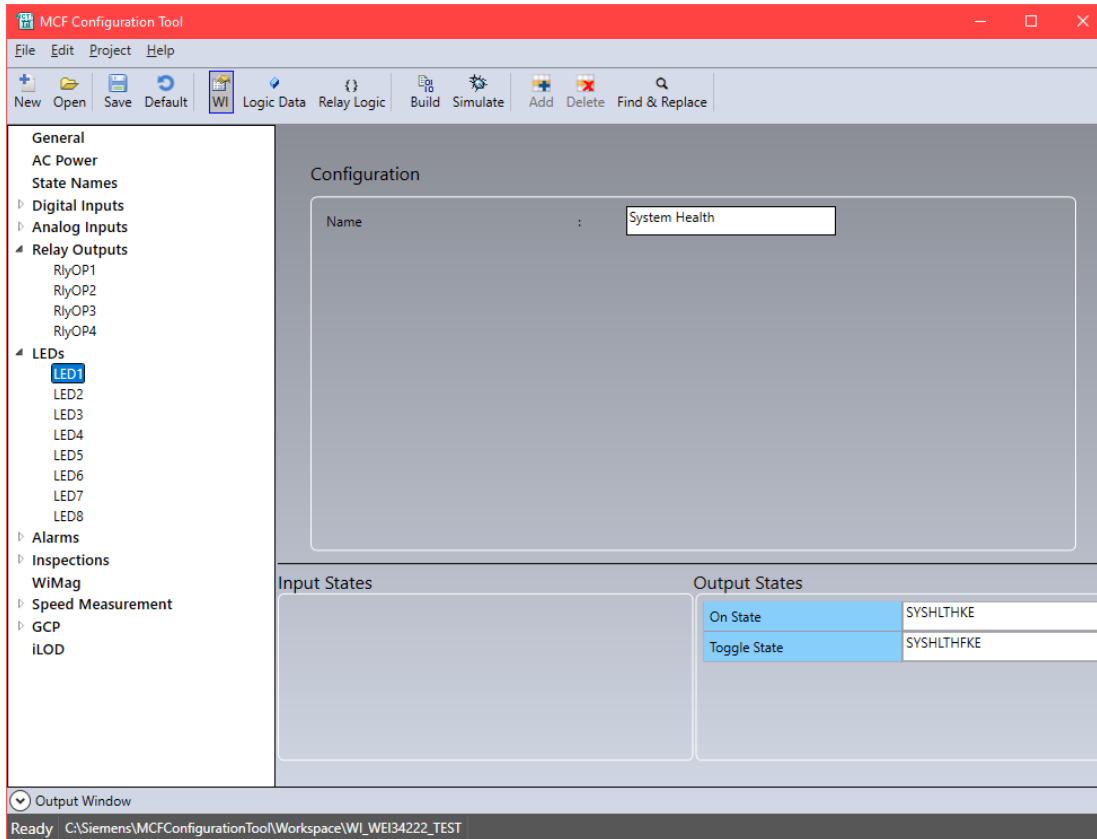 MCF Configuration Tool
File Edit Project Help
New Open Save Default WI Logic Data Relay Logic Build Simulate Add Delete Find & Replace
General
AC Power
State Names
Digital Inputs
Analog Inputs
Relay Outputs
RlyOP1
RlyOP2
RlyOP3
RlyOP4
LEDs
LED1
LED2
LED3
LED4
LED5
LED6
LED7
LED8
Alarms
Inspections
WiMag
Speed Measurement
GCP
iLOD
Configuration
Name : System Health
Input States
Output States
On State SYSHLTHKE
Toggle State SYSHLTHFKE
Output Window
Ready C:\Siemens\MCFConfigurationTool\Workspace\WI_WEI34222_TEST